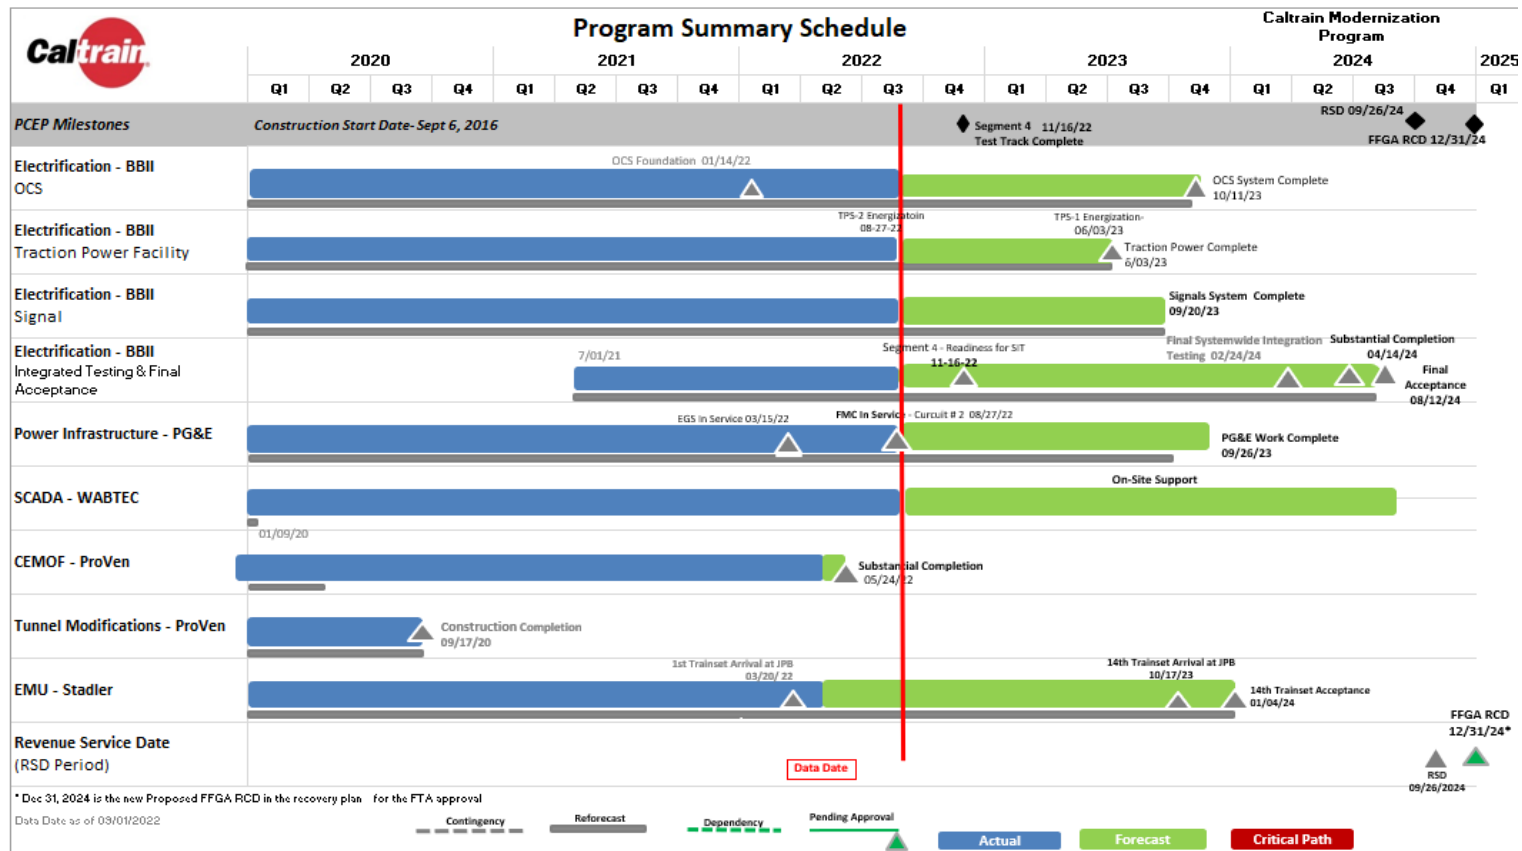 Program Summary Schedule
Caltrain Modernization
Program
Caltrain
2020 2021 2022 2023 2024 2025
Q1 Q2 Q3 Q4 Q1 Q2 Q3 Q4 Q1 Q2 Q3 Q4 Q1 Q2 Q3 Q4 Q1 Q2 Q3 Q4 Q1
PCEP Milestones
Construction Start Date- Sept 6, 2016
Segment 4 11/16/22
Test Track Complete
RSD 09/26/24
FFGA RCD 12/31/24
Electrification - BBII
OCS
OCS Foundation 01/14/22
OCS System Complete
10/11/23
Electrification - BBII
Traction Power Facility
TPS-2 Energizatoin
08-27-22
TPS-1 Energization-
06/03/23
Traction Power Complete
6/03/23
Electrification - BBII
Signal
Signals System Complete
09/20/23
Electrification - BBII
Integrated Testing & Final
Acceptance
7/01/21
Segment 4 - Readiness for SIT
11-16-22
Final Systemwide Integration
Testing 02/24/24
Substantial Completion
04/14/24
Final
Acceptance
08/12/24
Power Infrastructure - PG&E
EGS In Service 03/15/22
FMC In Service - Curcuit # 2 08/27/22
PG&E Work Complete
09/26/23
SCADA - WABTEC
On-Site Support
01/09/20
CEMOF - ProVen
Substantial Completion
05/24/22
Tunnel Modifications - ProVen
Construction Completion
09/17/20
EMU - Stadler
1st Trainset Arrival at JPB
03/20/ 22
14th Trainset Arrival at JPB
10/17/23
14th Trainset Acceptance
01/04/24
Revenue Service Date
(RSD Period)
Data Date
FFGA RCD
12/31/24*
RSD
09/26/2024
* Dec 31, 2024 is the new Proposed FFGA RCD in the recovery plan for the FTA approval
Data Date as of 09/01/2022
Contingency
Reforecast
Dependency
Pending Approval
Actual
Forecast
Critical Path